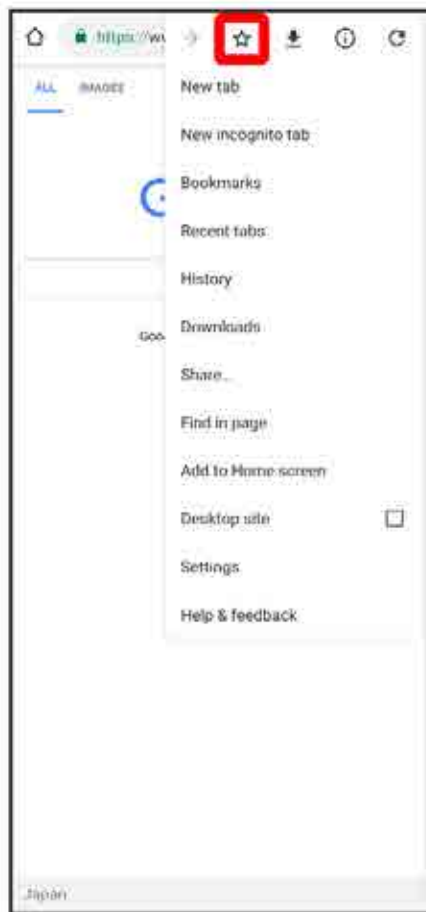 https://w
ALL IMAGES
New tab
New incognito tab
Bookmarks
Recent tabs
History
Goo
Downloads
Share...
Find in page
Add to Home screen
Desktop site
Settings
Help & feedback
Japan